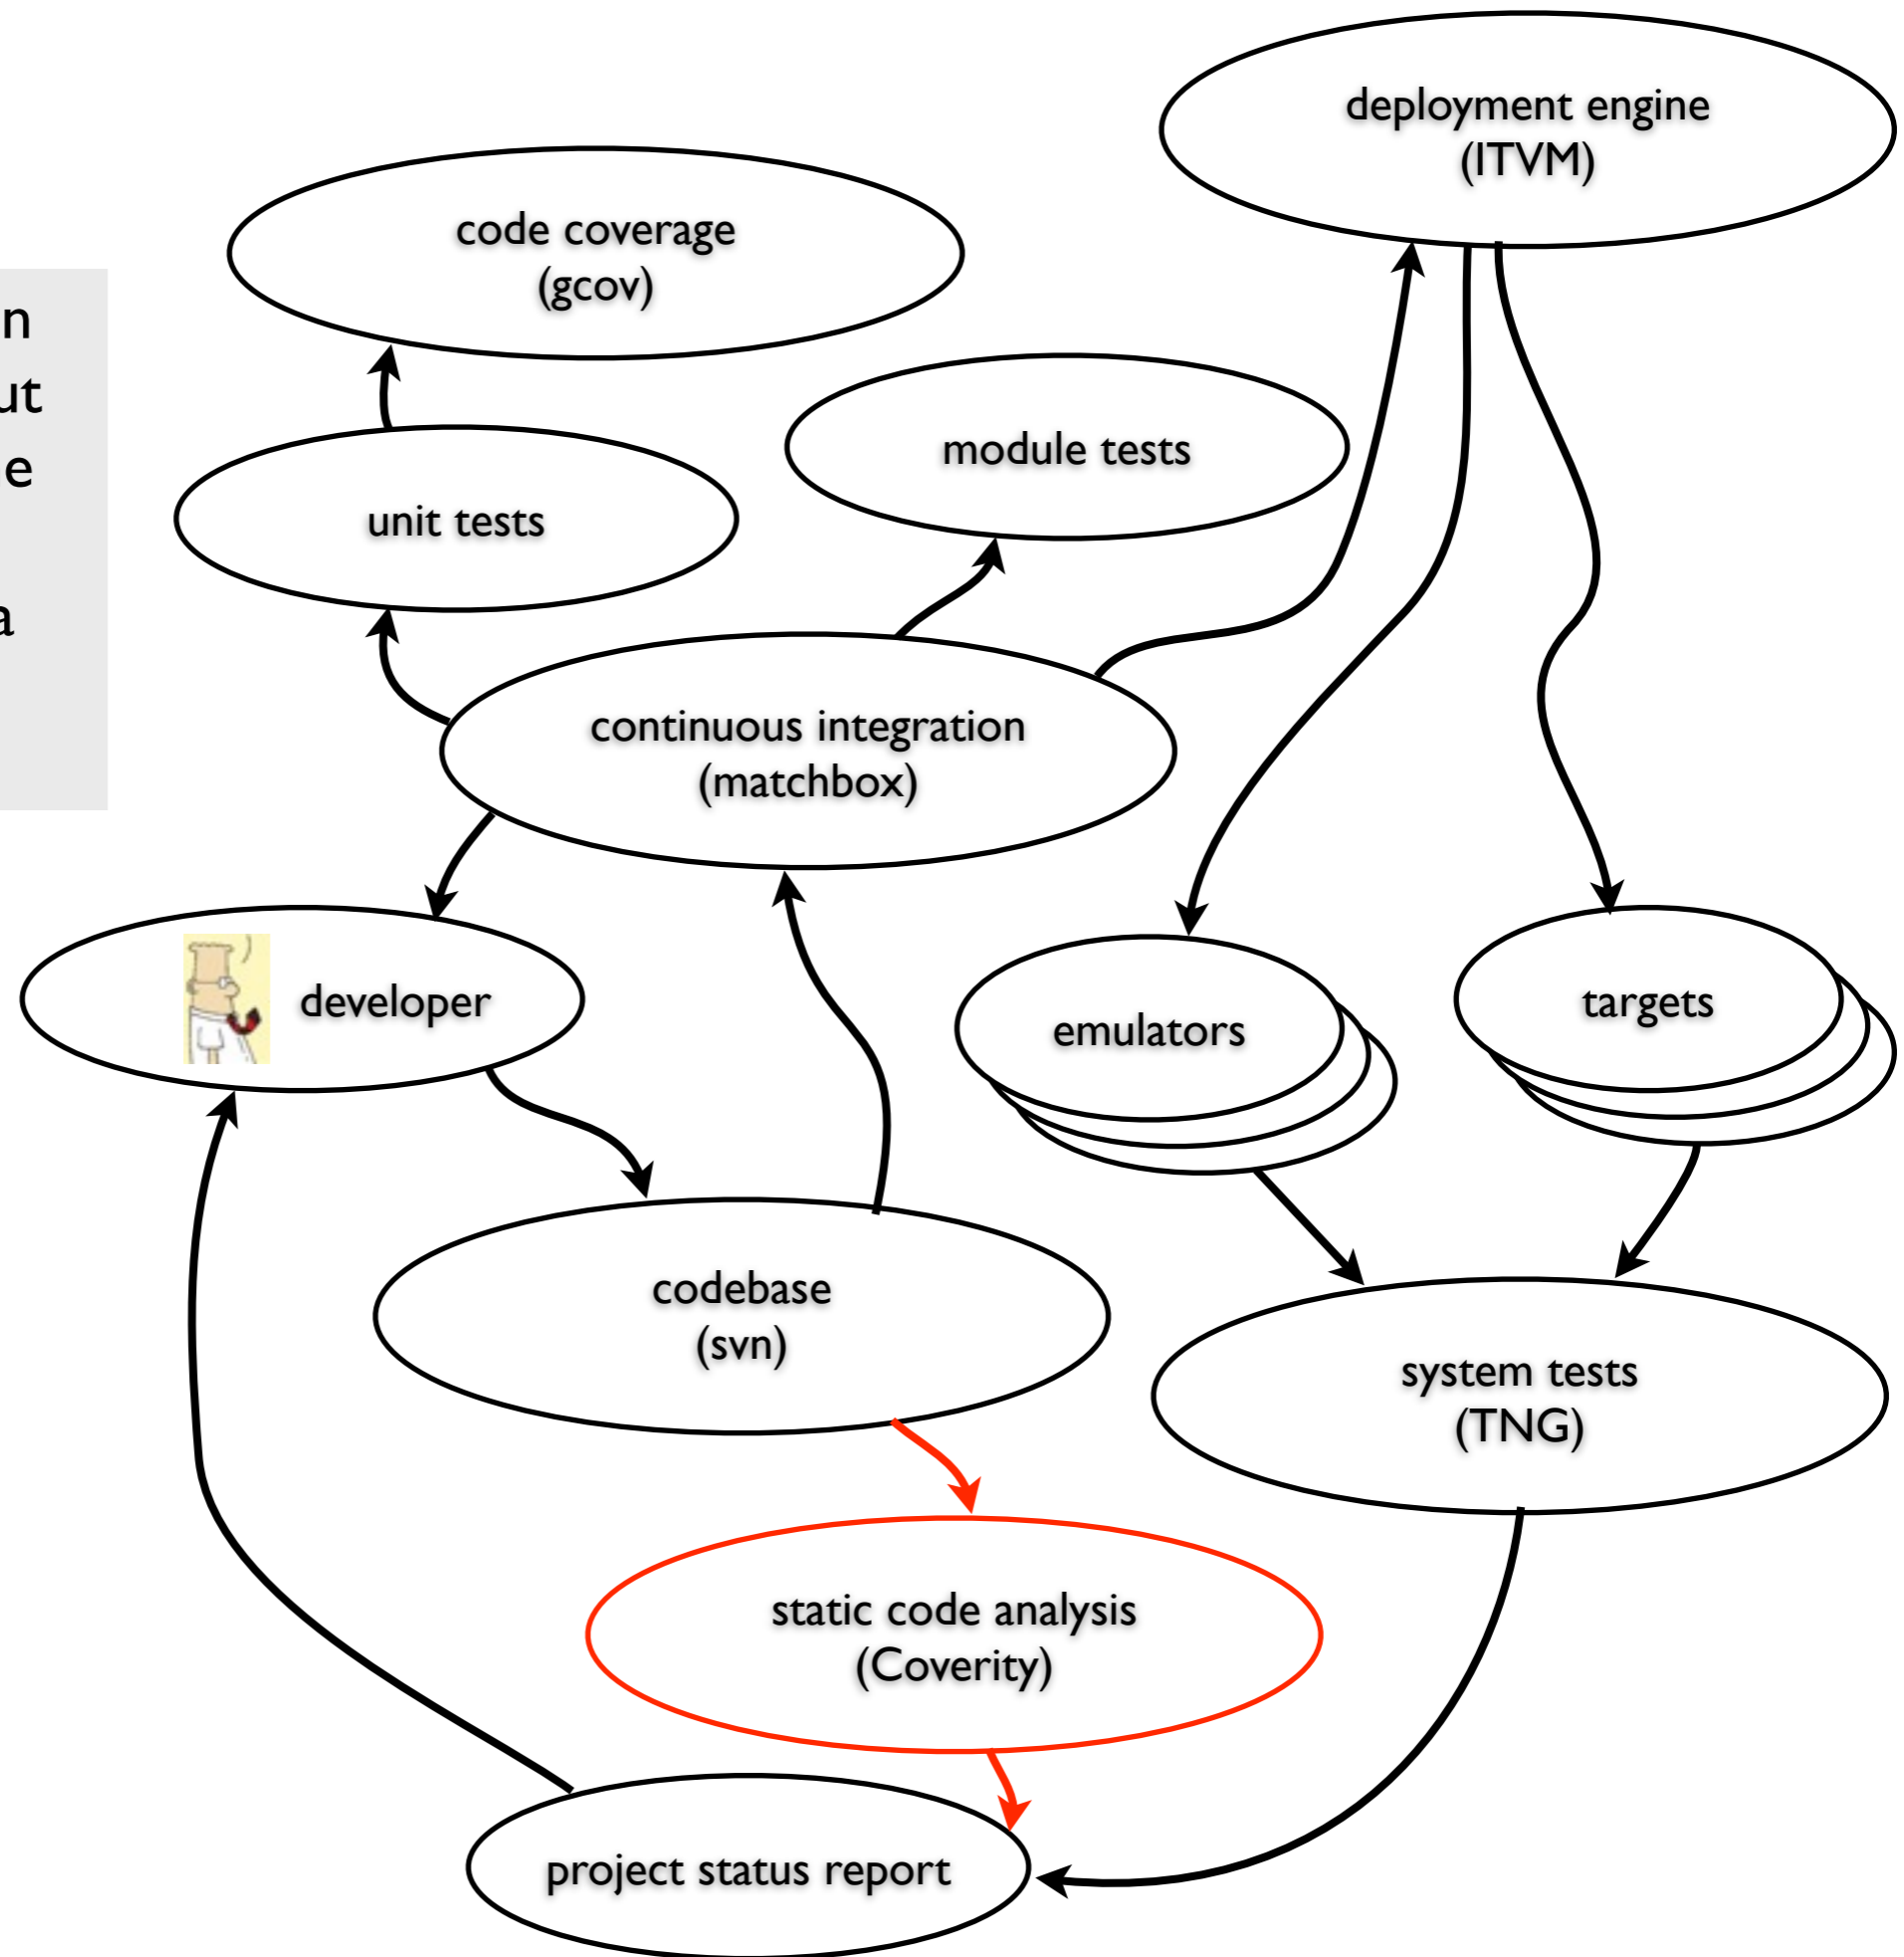 deployment engine
(ITVM)
code coverage
(gcov)
module tests
unit tests
continuous integration
(matchbox)
developer
emulators
targets
codebase
(svn)
system tests
(TNG)
static code analysis
(Coverity)
project status report